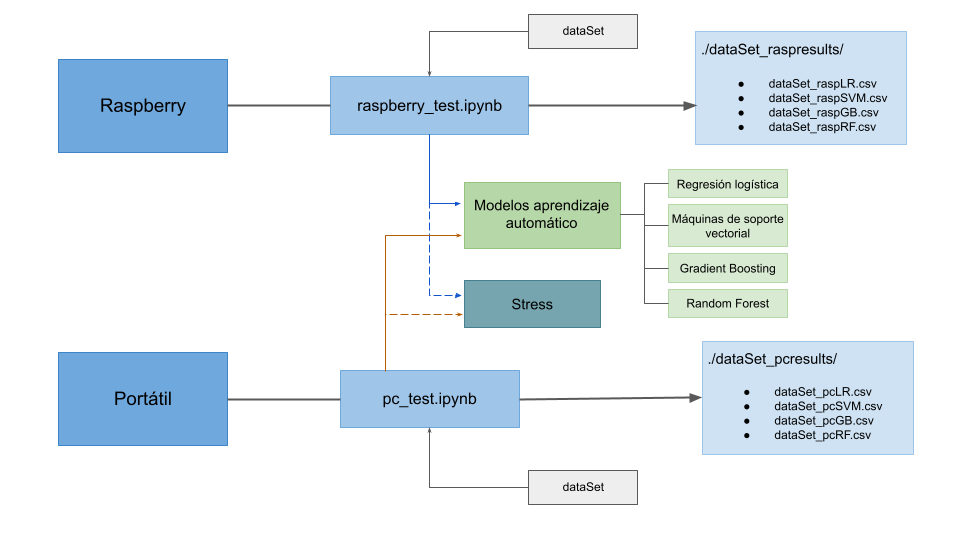 dataSet
./dataSet_raspresults/
● dataSet_raspLR.csv
● dataSet_raspSVM.csv
● dataSet_raspGB.csv
● dataSet_raspRF.csv
Raspberry
raspberry_test.ipynb
Modelos aprendizaje
automático
Regresión logística
Máquinas de soporte
vectorial
Gradient Boosting
Random Forest
Stress
Portátil
pc_test.ipynb
./dataSet_pcresults/
● dataSet_pcLR.csv
● dataSet_pcSVM.csv
● dataSet_pcGB.csv
● dataSet_pcRF.csv
dataSet